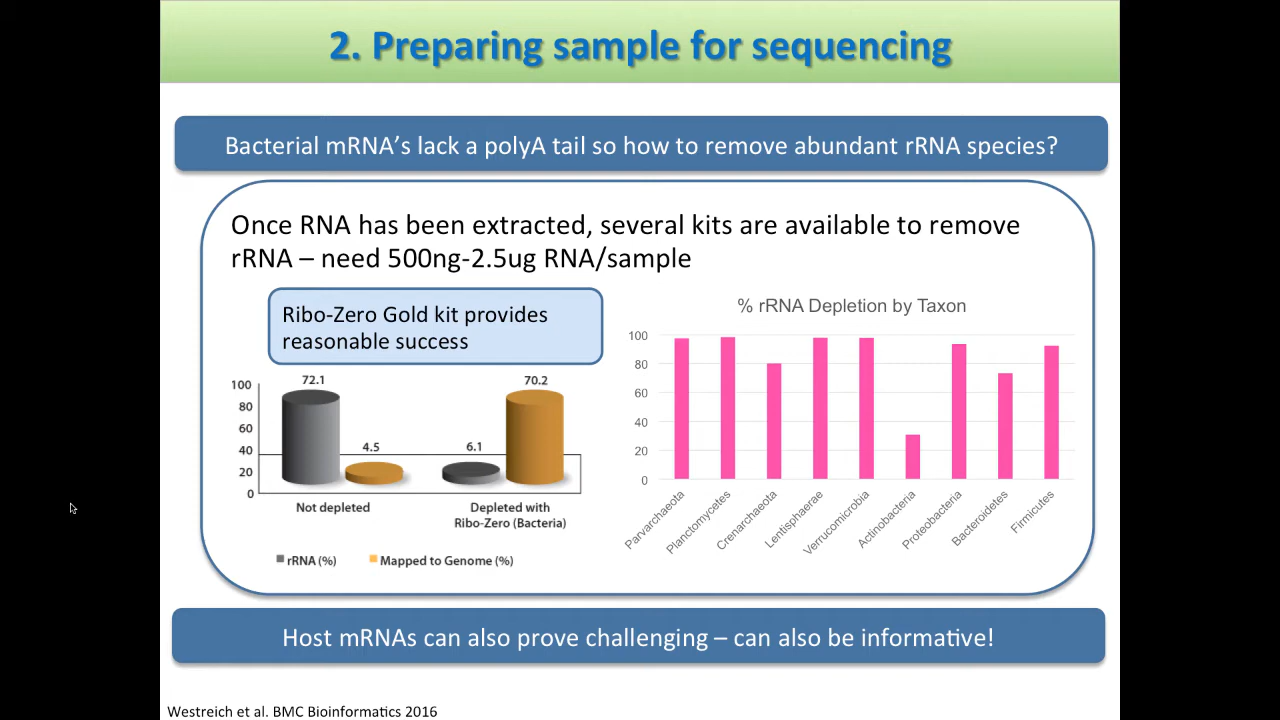 2. Preparing sample for sequencing
Bacterial mRNA’s lack a polyA tail so how to remove abundant rRNA species?
Once RNA has been extracted, several kits are available to remove
rRNA – need 500ng-2.5ug RNA/sample
Ribo-Zero Gold kit provides
reasonable success
72.1
70.2
4.5
6.1
100
80
60
40
20
0
Not depleted
Depleted with
Ribo-Zero (Bacteria)
rRNA (%)
Mapped to Genome (%)
% rRNA Depletion by Taxon
100
80
60
40
20
0
Parvarchaeota
Planctomycetes
Crenarchaeota
Lentisphaerae
Verrucomicrobia
Actinobacteria
Proteobacteria
Bacteroidetes
Firmicutes
Host mRNAs can also prove challenging – can also be informative!
Westreich et al. BMC Bioinformatics 2016